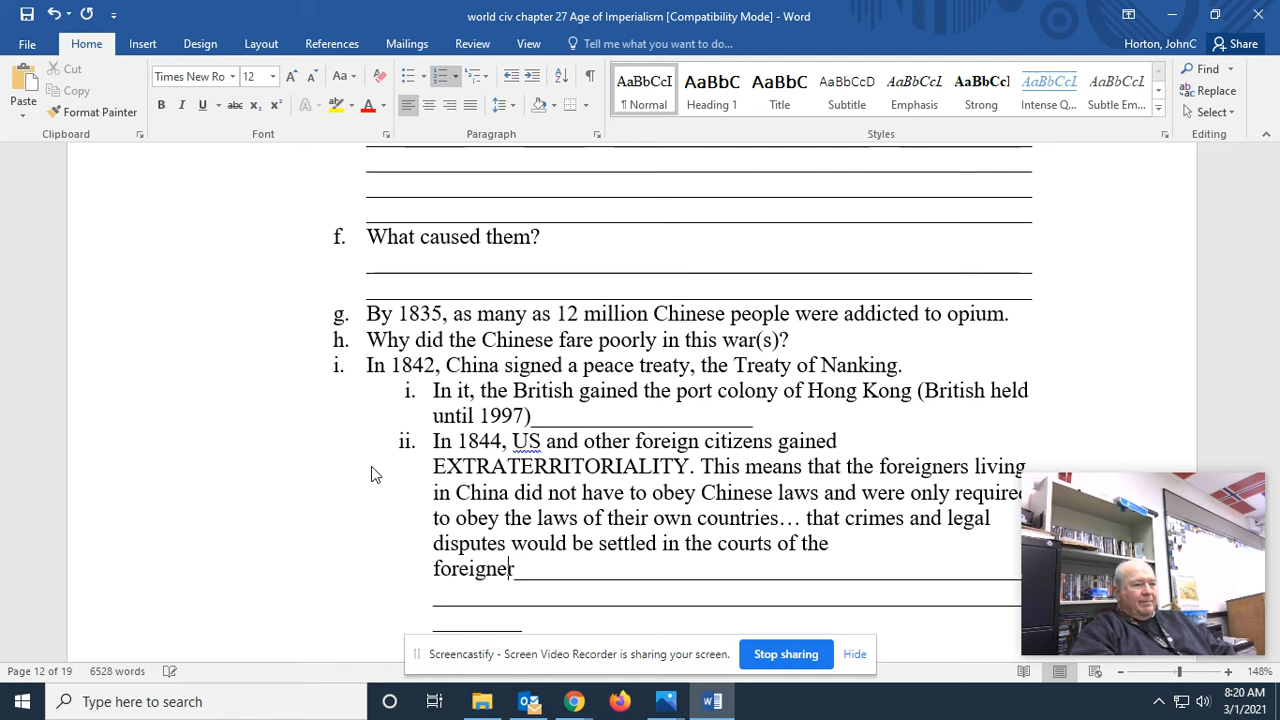 world civ chapter 27 Age of Imperialism [Compatibility Mode] - Word
File Home Insert Design Layout References Mailings Review View Tell me what you want to do... Horton, JohnC Share
Paste Cut Copy Format Painter
Times New Ro 12 Aa
B I U abc x₂ x² A A
AaBbCcI AaBbC AaBbC AaBbCcD AaBbCcL AaBbCcI AaBbCcL AaBbCcL
¶ Normal Heading 1 Title Subtitle Emphasis Strong Intense Q... Subtle Em...
Find Replace Select
Clipboard Font Paragraph Styles Editing
f. What caused them?
g. By 1835, as many as 12 million Chinese people were addicted to opium.
h. Why did the Chinese fare poorly in this war(s)?
i. In 1842, China signed a peace treaty, the Treaty of Nanking.
i. In it, the British gained the port colony of Hong Kong (British held
until 1997)
ii. In 1844, US and other foreign citizens gained
EXTRATERRITORIALITY. This means that the foreigners living
in China did not have to obey Chinese laws and were only required
to obey the laws of their own countries… that crimes and legal
disputes would be settled in the courts of the
foreigner
Screencastify - Screen Video Recorder is sharing your screen. Stop sharing Hide
Page 12 of 19 6528 words 148%
Type here to search
8:20 AM
3/1/2021